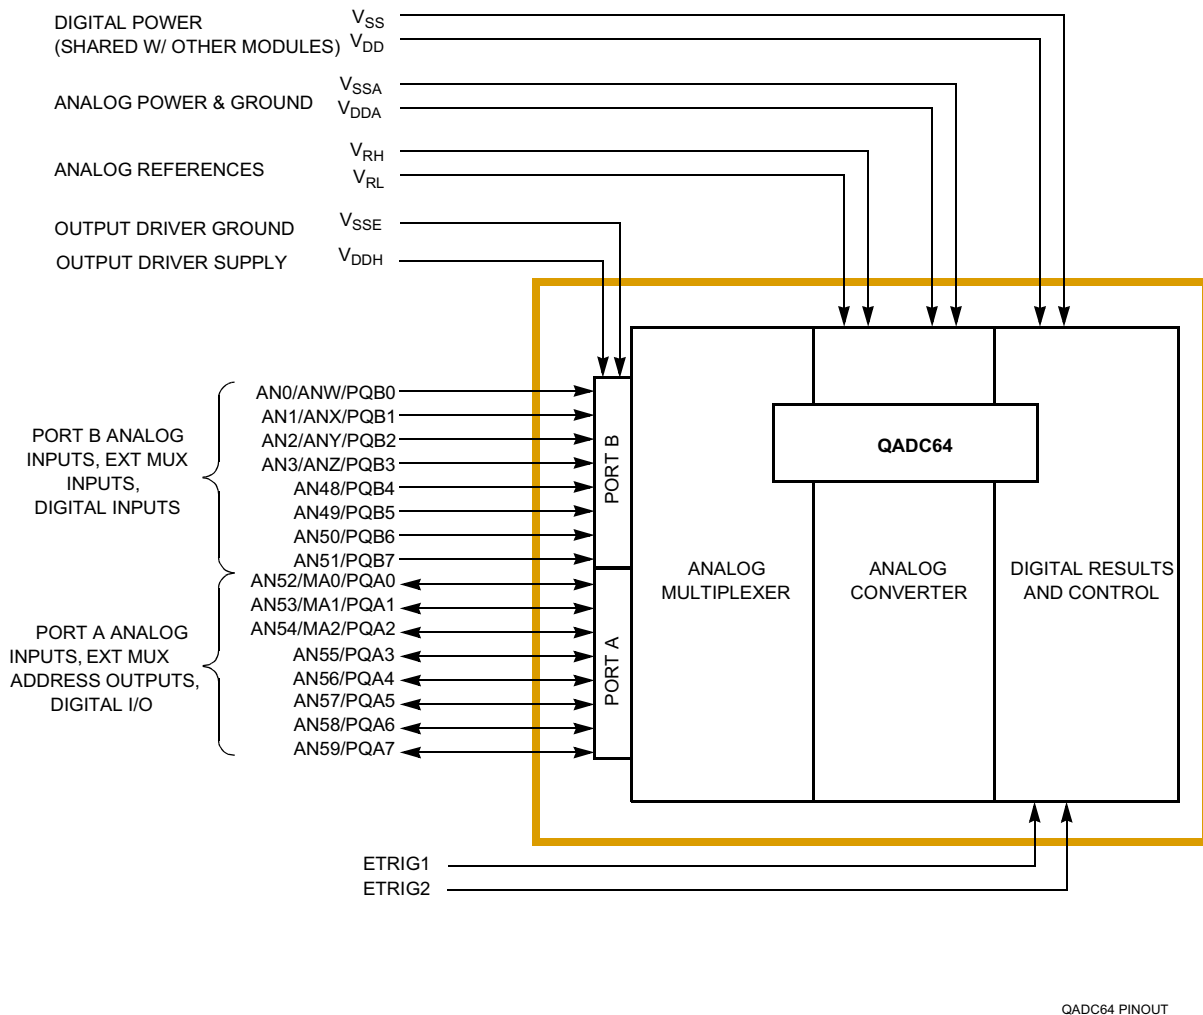 DIGITAL POWER
(SHARED W/ OTHER MODULES)
VSS
VDD
ANALOG POWER & GROUND
VSSA
VDDA
ANALOG REFERENCES
VRH
VRL
OUTPUT DRIVER GROUND
VSSE
OUTPUT DRIVER SUPPLY
VDDH
PORT B ANALOG
INPUTS, EXT MUX
INPUTS,
DIGITAL INPUTS
AN0/ANW/PQB0
AN1/ANX/PQB1
AN2/ANY/PQB2
AN3/ANZ/PQB3
AN48/PQB4
AN49/PQB5
AN50/PQB6
AN51/PQB7
PORT A ANALOG
INPUTS, EXT MUX
ADDRESS OUTPUTS,
DIGITAL I/O
AN52/MA0/PQA0
AN53/MA1/PQA1
AN54/MA2/PQA2
AN55/PQA3
AN56/PQA4
AN57/PQA5
AN58/PQA6
AN59/PQA7
PORT B
PORT A
QADC64
ANALOG
MULTIPLEXER
ANALOG
CONVERTER
DIGITAL RESULTS
AND CONTROL
ETRIG1
ETRIG2
QADC64 PINOUT